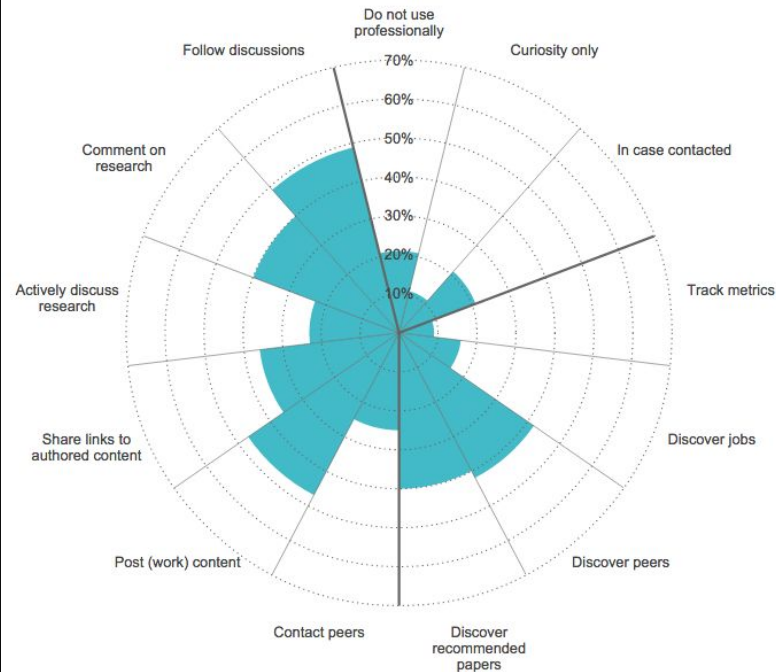 Do not use
professionally
Curiosity only
In case contacted
Track metrics
Discover jobs
Discover peers
Discover
recommended
papers
Contact peers
Post (work) content
Share links to
authored content
Actively discuss
research
Comment on
research
Follow discussions
70%
60%
50%
40%
30%
20%
10%